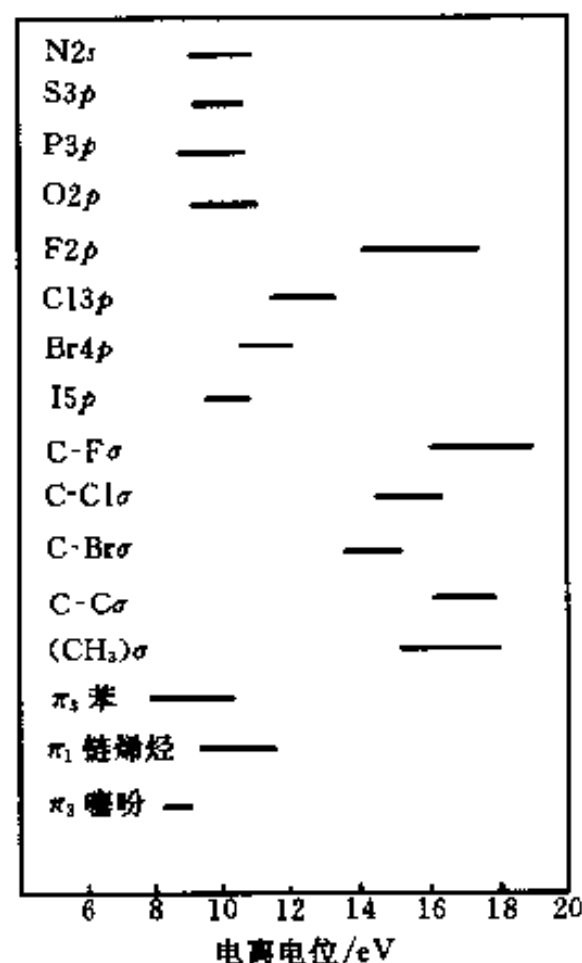 N2s
S3p
P3p
O2p
F2p
Cl3p
Br4p
I5p
C-Fσ
C-Clσ
C-Brσ
C-Cσ
(CH₃)σ
π₃ 苯
π₁ 链烯烃
π₃ 噻吩
6 8 10 12 14 16 18 20
电离电位/eV